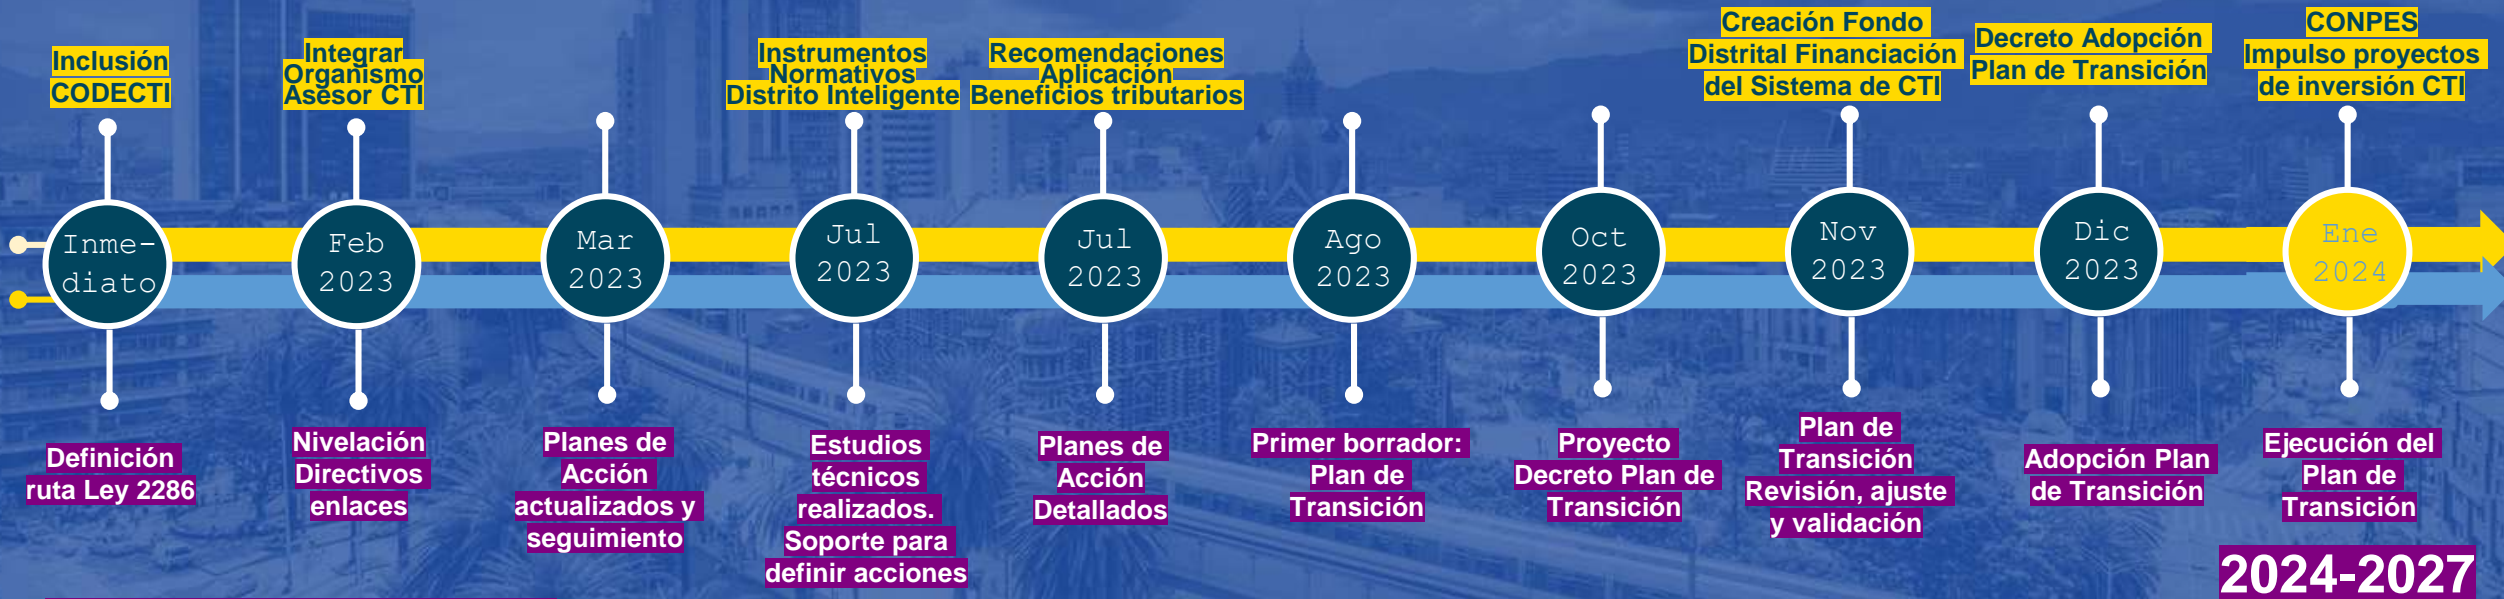 Inclusión
CODECTI
Integrar
Organismo
Asesor CTI
Instrumentos
Normativos
Distrito Inteligente
Recomendaciones
Aplicación
Beneficios tributarios
Creación Fondo
Distrital Financiación
del Sistema de CTI
Decreto Adopción
Plan de Transición
CONPES
Impulso proyectos
de inversión CTI
Inme-
diato
Feb
2023
Mar
2023
Jul
2023
Jul
2023
Ago
2023
Oct
2023
Nov
2023
Dic
2023
Ene
2024
Definición
ruta Ley 2286
Nivelación
Directivos
enlaces
Planes de
Acción
actualizados y
seguimiento
Estudios
técnicos
realizados.
Soporte para
definir acciones
Planes de
Acción
Detallados
Primer borrador:
Plan de
Transición
Proyecto
Decreto Plan de
Transición
Plan de
Transición
Revisión, ajuste
y validación
Adopción Plan
de Transición
Ejecución del
Plan de
Transición
2024-2027